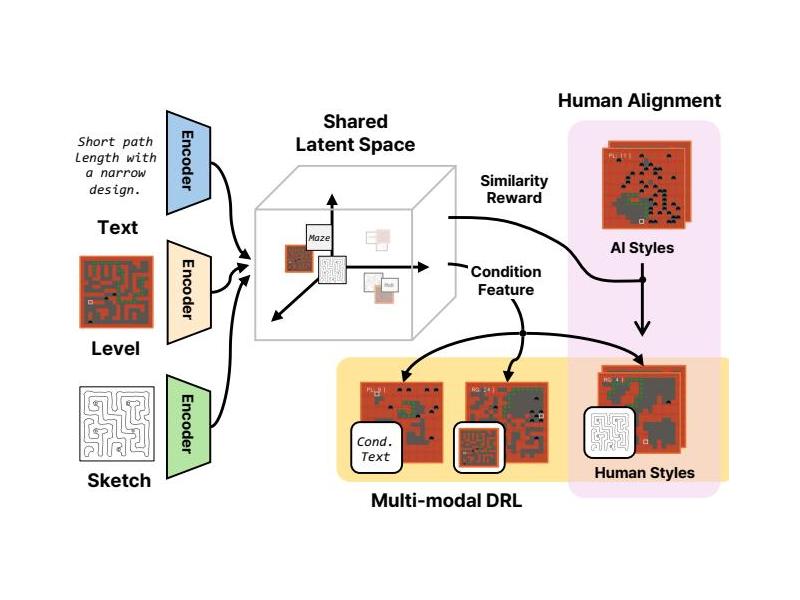 Human Alignment
Shared
Latent Space
Short path
length with
a narrow
design.
Encoder
Text
Similarity
Reward
AI Styles
Maze
Encoder
Level
Condition
Feature
Encoder
Sketch
Cond.
Text
Human Styles
Multi-modal DRL